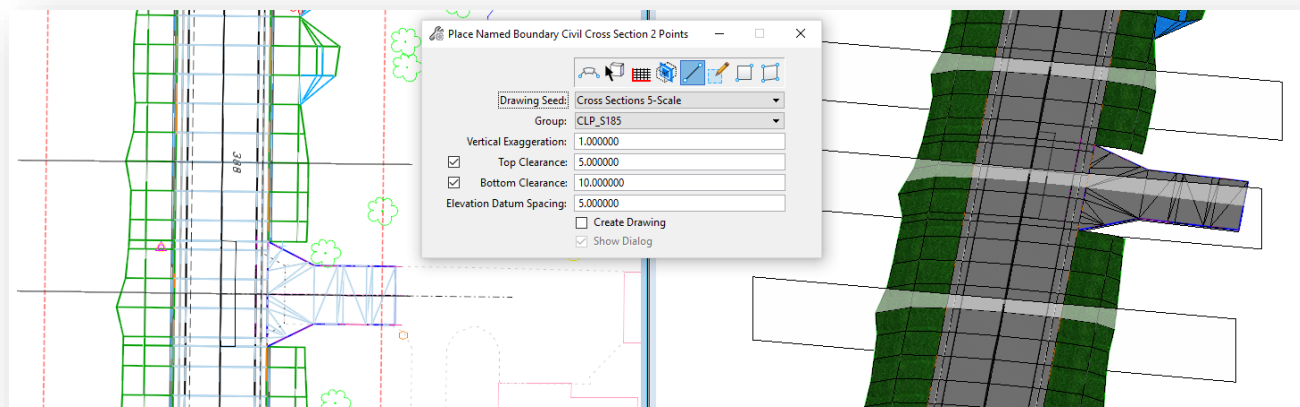 Place Named Boundary Civil Cross Section 2 Points
Drawing Seed: Cross Sections 5-Scale
Group: CLP_S185
Vertical Exaggeration: 1.000000
Top Clearance: 5.000000
Bottom Clearance: 10.000000
Elevation Datum Spacing: 5.000000
Create Drawing
Show Dialog
388